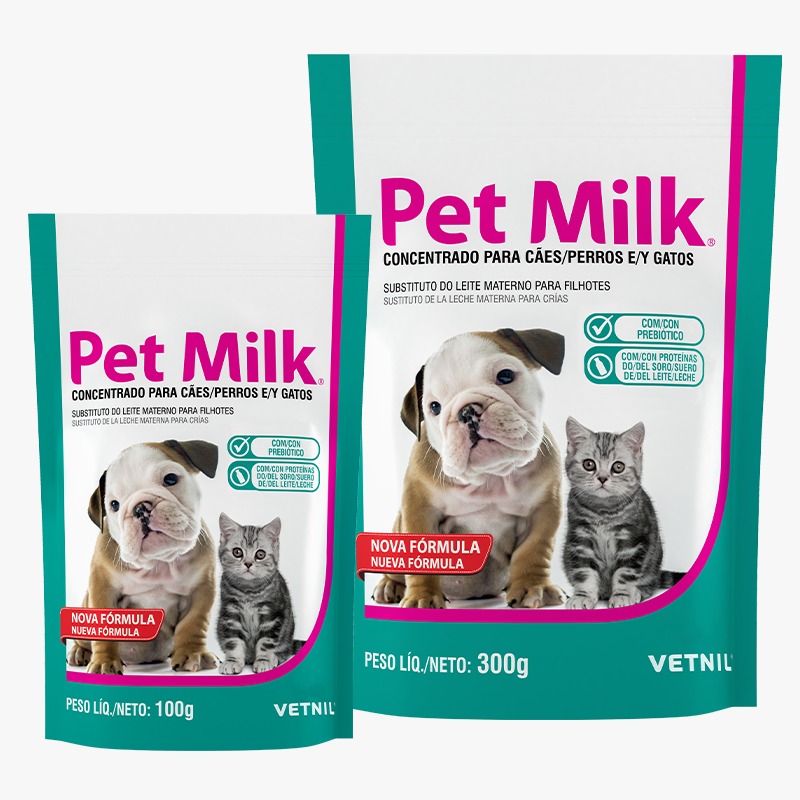 Pet Milk®
CONCENTRADO PARA CÃES/PERROS E/Y GATOS
SUBSTITUTO DO LEITE MATERNO PARA FILHOTES
SUSTITUTO DE LA LECHE MATERNA PARA CRÍAS
COM/CON
PREBIÓTICO
COM/CON PROTEÍNAS
DO/DEL SORO/SUERO
DE/DEL LEITE/LECHE
NOVA FÓRMULA
NUEVA FÓRMULA
PESO LÍQ./NETO: 100g
VETNIL
Pet Milk®
CONCENTRADO PARA CÃES/PERROS E/Y GATOS
SUBSTITUTO DO LEITE MATERNO PARA FILHOTES
SUSTITUTO DE LA LECHE MATERNA PARA CRÍAS
COM/CON
PREBIÓTICO
COM/CON PROTEÍNAS
DO/DEL SORO/SUERO
DE/DEL LEITE/LECHE
NOVA FÓRMULA
NUEVA FÓRMULA
PESO LÍQ./NETO: 300g
VETNIL